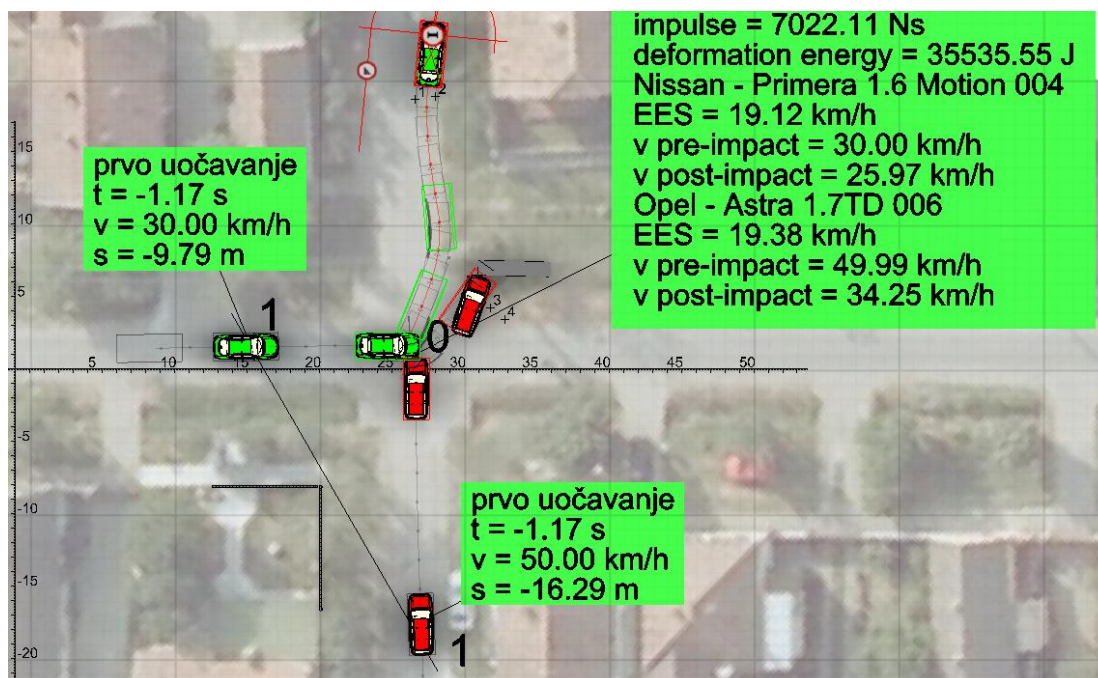 impulse = 7022.11 Ns
deformation energy = 35535.55 J
Nissan - Primera 1.6 Motion 004
EES = 19.12 km/h
v pre-impact = 30.00 km/h
v post-impact = 25.97 km/h
Opel - Astra 1.7TD 006
EES = 19.38 km/h
v pre-impact = 49.99 km/h
v post-impact = 34.25 km/h
prvo uočavanje
t = -1.17 s
v = 30.00 km/h
s = -9.79 m
1
1 2
3
4
0
15
10
5
5 10 15 20 25 30 35 40 45 50
-5
-10
-15
-20
prvo uočavanje
t = -1.17 s
v = 50.00 km/h
s = -16.29 m
1